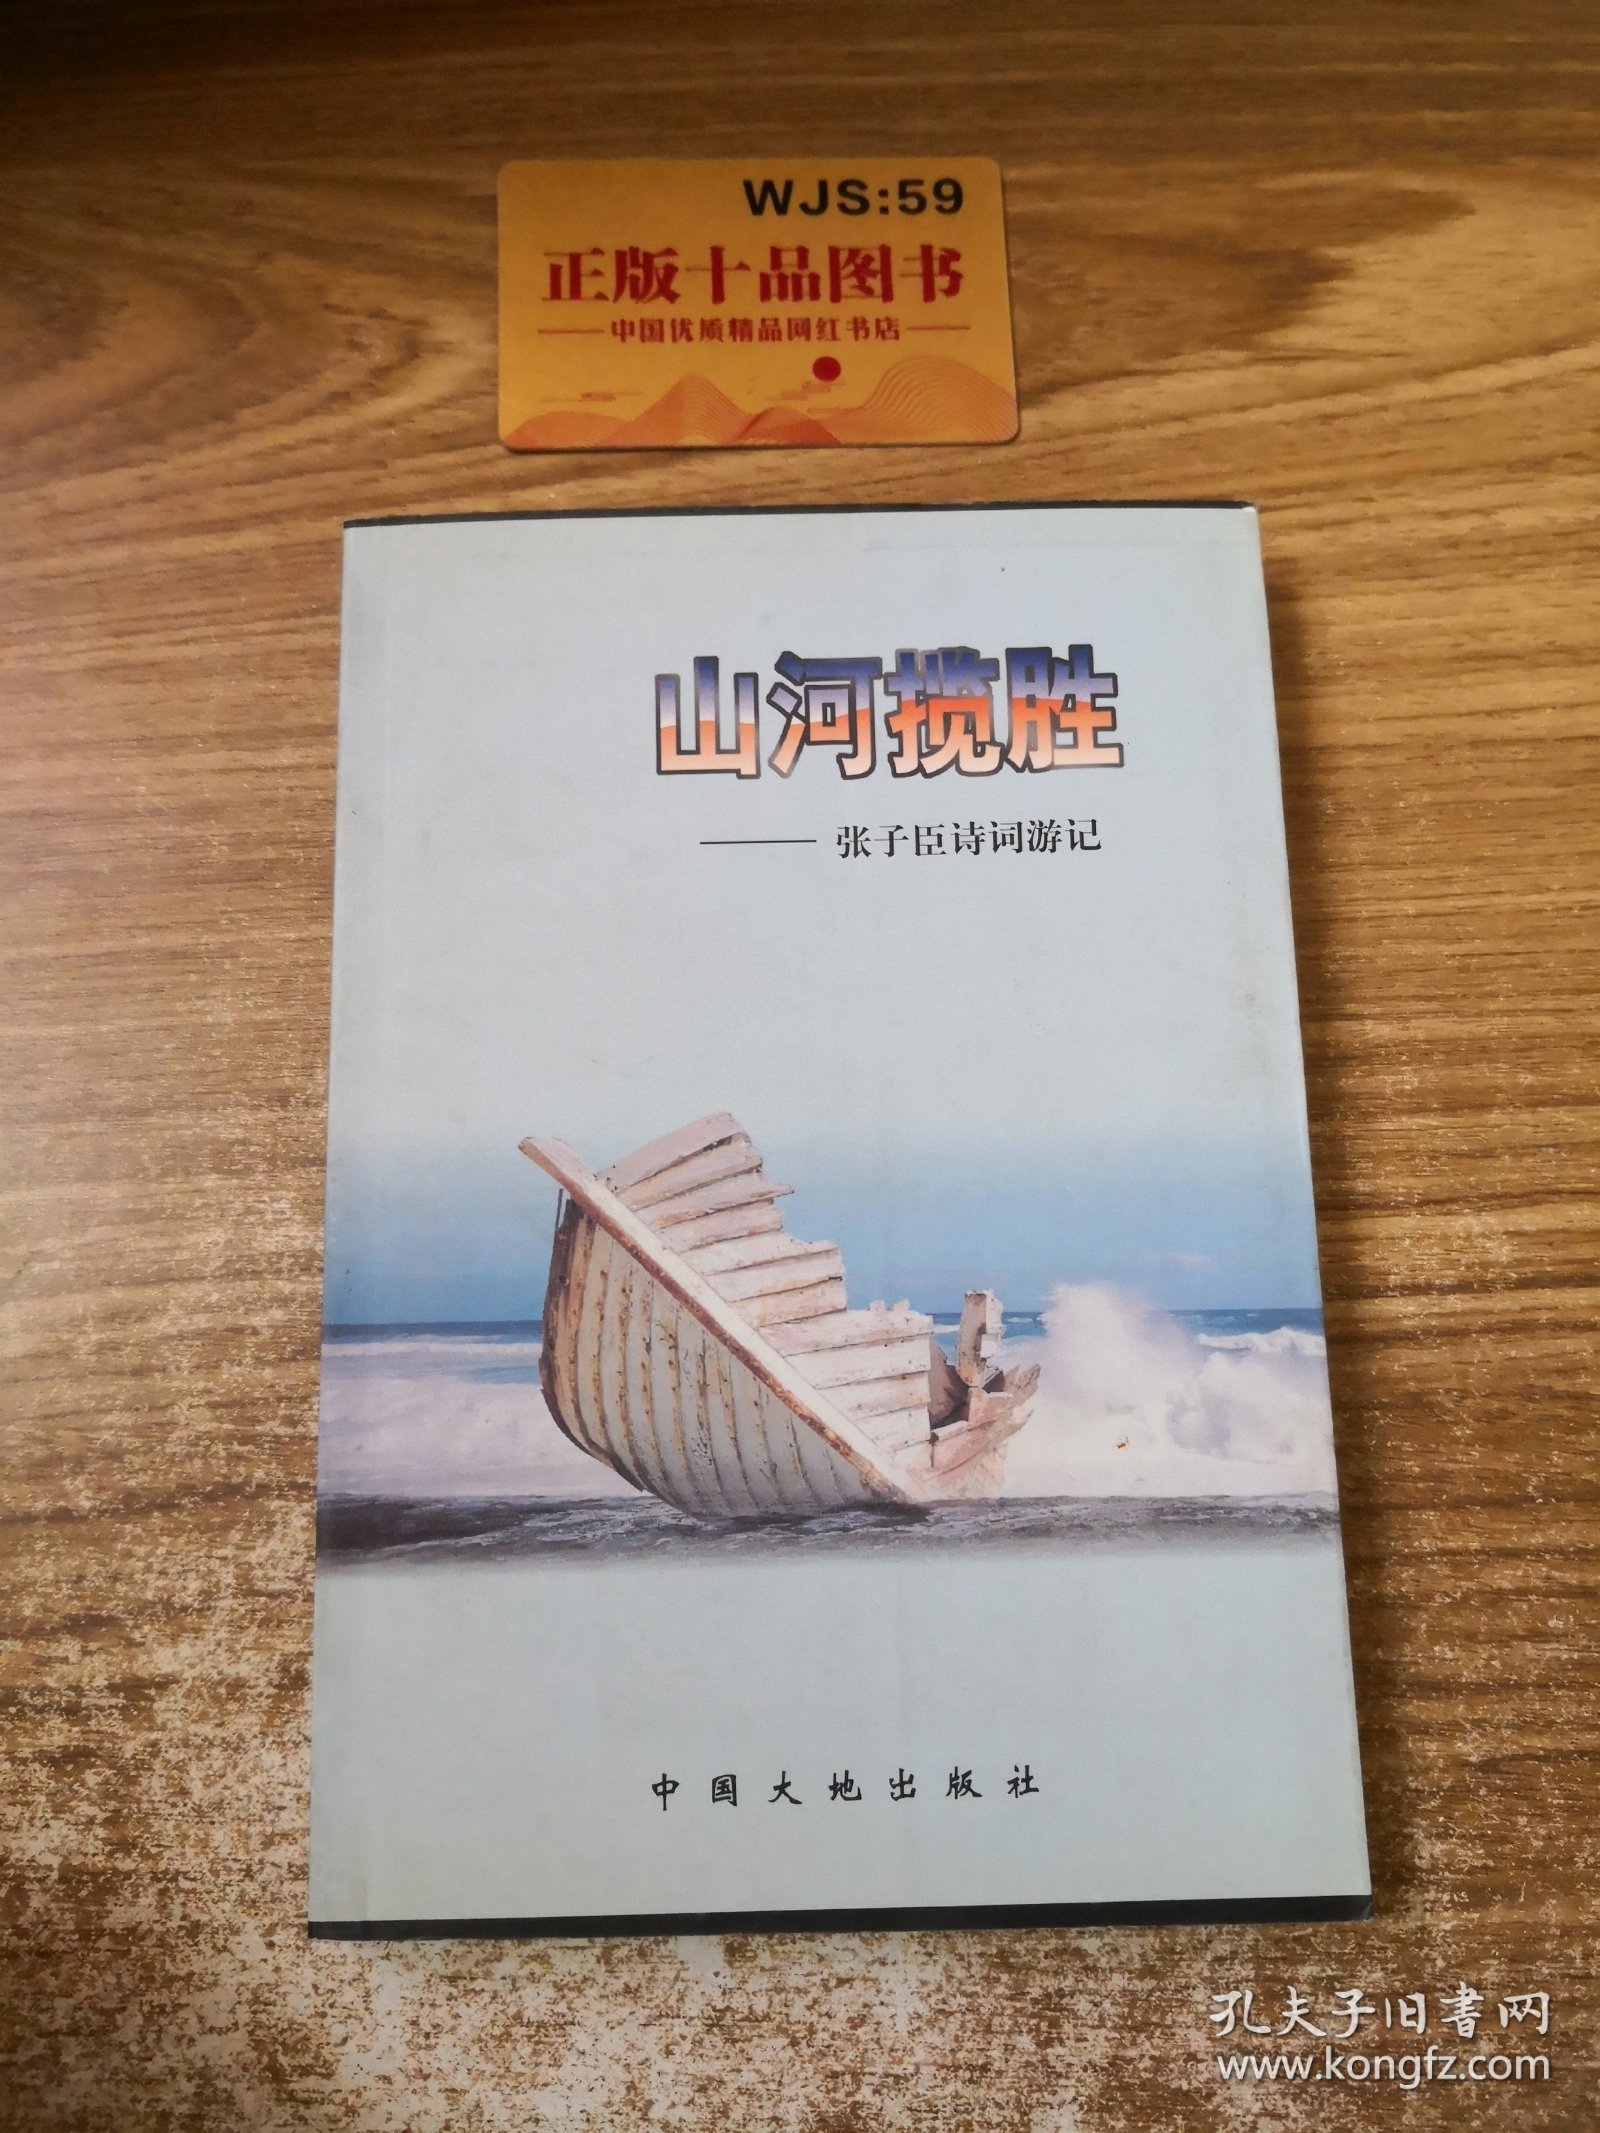 WJS:59
正版十品图书
中国优质精品网红书店
山河揽胜
——张子臣诗词游记
中国大地出版社
孔夫子旧书网
www.kongfz.com